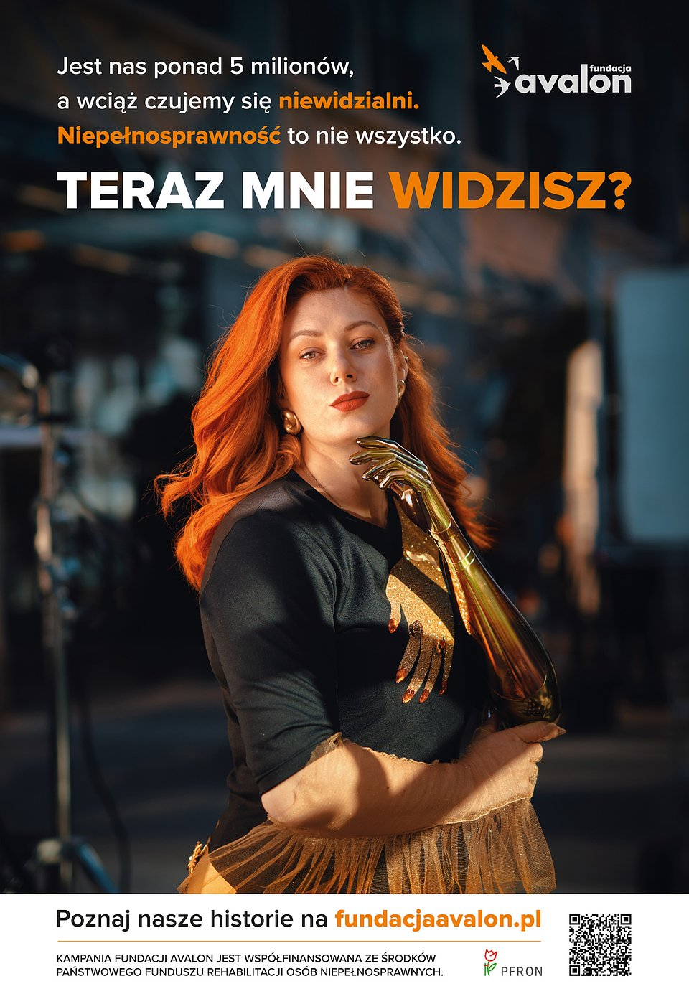 Jest nas ponad 5 milionów,
a wciąż czujemy się niewidzialni.
Niepełnosprawność to nie wszystko.
TERAZ MNIE WIDZISZ?
fundacja
avalon
Poznaj nasze historie na fundacjaavalon.pl
KAMPANIA FUNDACJI AVALON JEST WSPÓŁFINANSOWANA ZE ŚRODKÓW
PAŃSTWOWEGO FUNDUSZU REHABILITACJI OSÓB NIEPEŁNOSPRAWNYCH.
PFRON